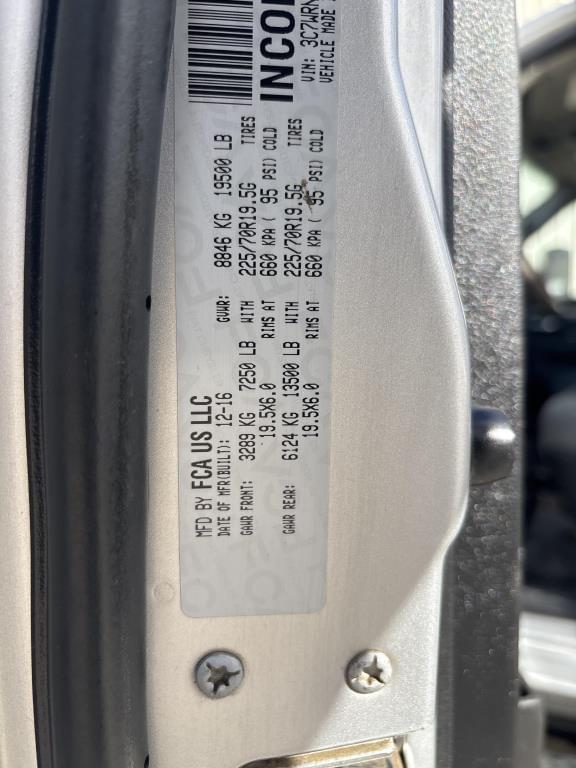 MFD BY FCA US LLC
DATE OF MFR(BUILT): 12-16 GVWR: 8846 KG 19500 LB
GAWR FRONT: 3289 KG 7250 LB WITH 225/70R19.5G TIRES
19.5X6.0 RIMS AT 660 KPA ( 95 PSI) COLD
GAWR REAR: 6124 KG 13500 LB WITH 225/70R19.5G TIRES
19.5X6.0 RIMS AT 660 KPA ( 95 PSI) COLD
VIN: 3C7WRN
VEHICLE MADE